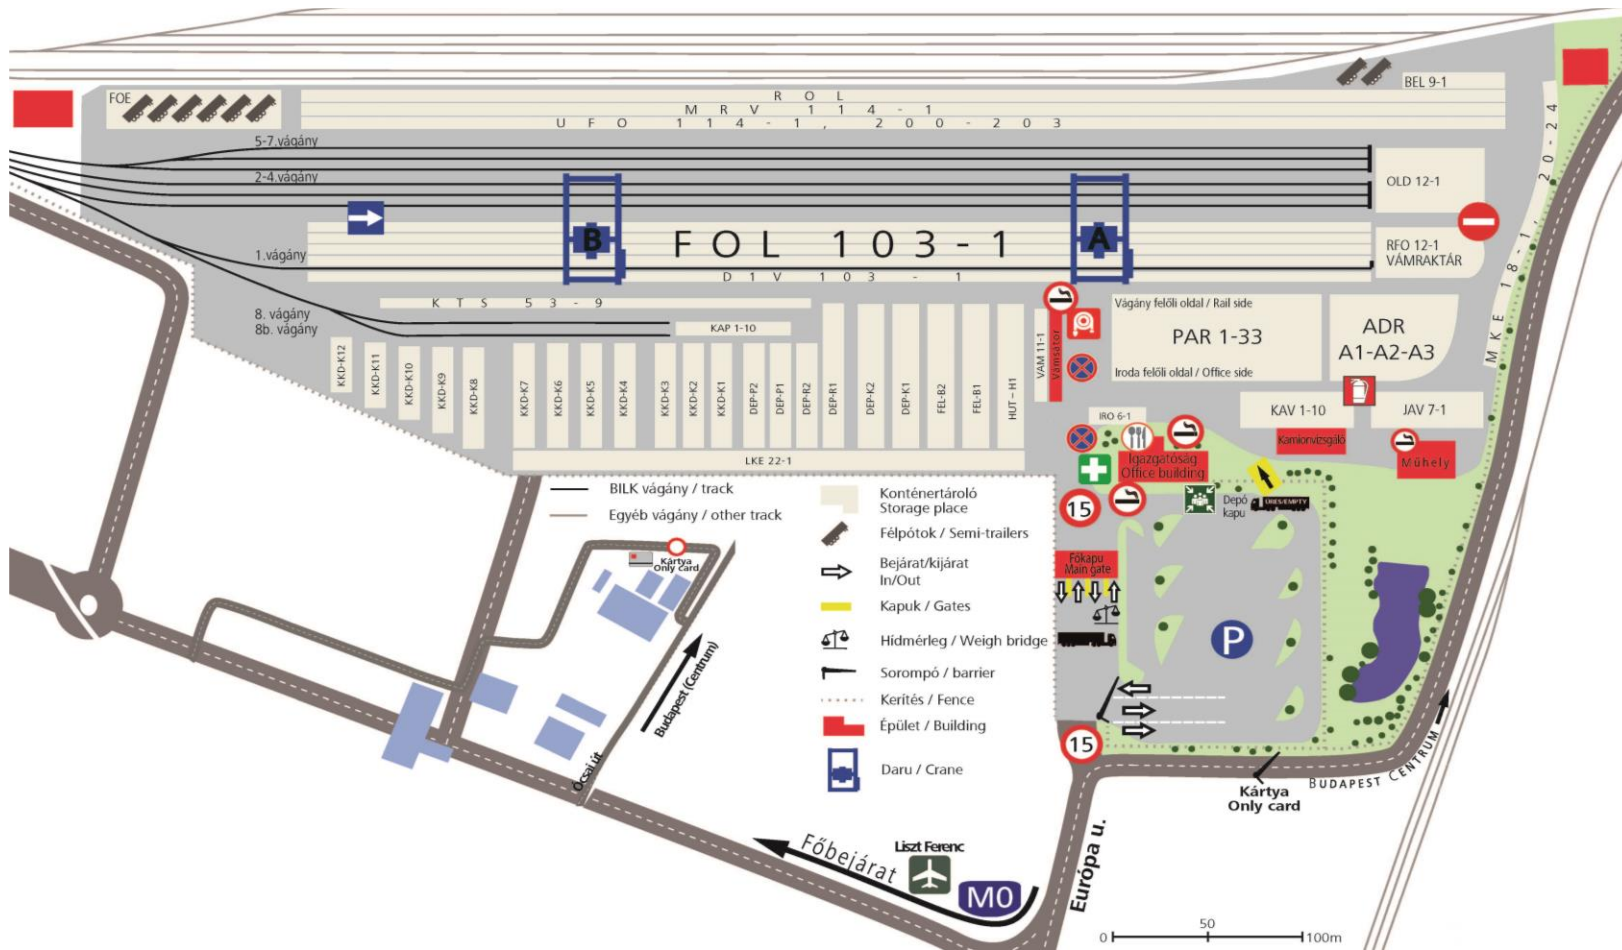 FOE
R O L
M R V 1 1 4 - 1
U F O 1 1 4 - 1 , 2 0 0 - 2 0 3
BEL 9-1
5-7.vágány
2-4.vágány
OLD 12-1
MKE 18-1, 20-24
B
FOL 103-1
A
RFO 12-1
VÁMRAKTÁR
1.vágány
D 1 V 1 0 3 - 1
K T S 5 3 - 9
8. vágány
8b. vágány
KAP 1-10
KKD-K12
KKD-K11
KKD-K10
KKD-K9
KKD-K8
KKD-K7
KKD-K6
KKD-K5
KKD-K4
KKD-K3
KKD-K2
KKD-K1
DEP-P2
DEP-P1
DEP-R2
DEP-R1
DEP-K2
DEP-K1
FEL-B2
FEL-B1
HUT-H1
VAM 11-1
Vámsátor
Vágány felőli oldal / Rail side
PAR 1-33
Iroda felőli oldal / Office side
ADR
A1-A2-A3
IRO 6-1
KAV 1-10
JAV 7-1
Kamionvizsgáló
Műhely
Igazgatóság
Office building
LKE 22-1
15
Depó
kapu
ÜRES/EMPTY
Főkapu
Main gate
P
15
BILK vágány / track
Egyéb vágány / other track
Konténertároló
Storage place
Félpótok / Semi-trailers
Bejárat/kijárat
In/Out
Kapuk / Gates
Hídmérleg / Weigh bridge
Sorompó / barrier
Kerítés / Fence
Épület / Building
Daru / Crane
Kártya
Only card
Budapest (Centrum)
Ócsai út
Kártya
Only card
BUDAPEST CENTRUM
Főbejárat
Liszt Ferenc
M0
Európa u.
0
50
100m